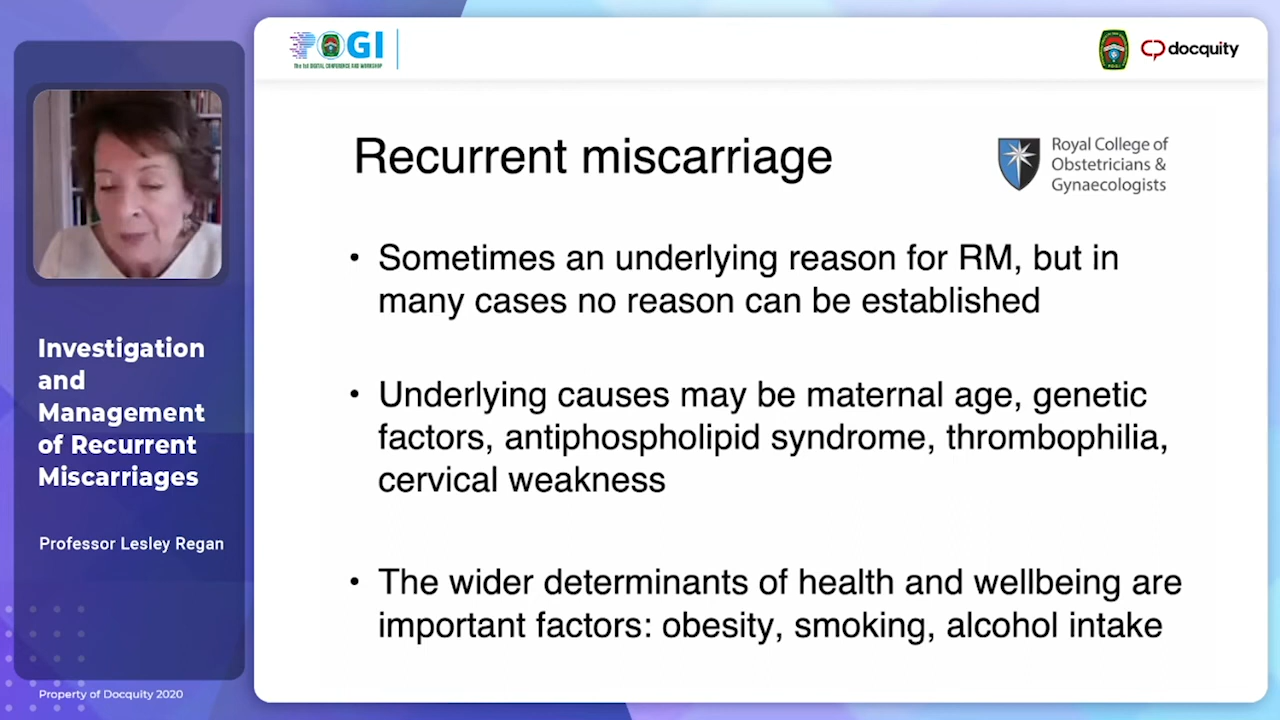 POGI
The 1st DIGITAL CONFERENCE AND WORKSHOP
docquity
Investigation
and
Management
of Recurrent
Miscarriages
Professor Lesley Regan
Property of Docquity 2020
Recurrent miscarriage
Royal College of
Obstetricians &
Gynaecologists
• Sometimes an underlying reason for RM, but in
many cases no reason can be established
• Underlying causes may be maternal age, genetic
factors, antiphospholipid syndrome, thrombophilia,
cervical weakness
• The wider determinants of health and wellbeing are
important factors: obesity, smoking, alcohol intake